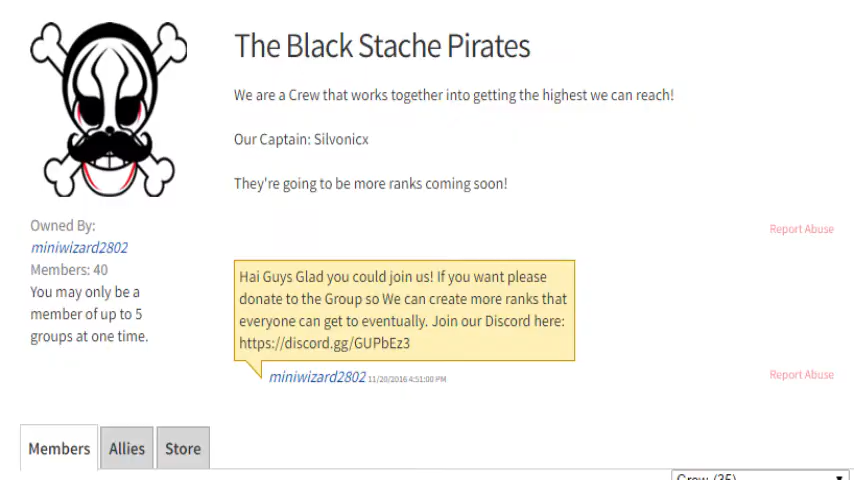 The Black Stache Pirates
We are a Crew that works together into getting the highest we can reach!
Our Captain: Silvonicx
They're going to be more ranks coming soon!
Owned By:
miniwizard2802
Members: 40
You may only be a
member of up to 5
groups at one time.
Report Abuse
Hai Guys Glad you could join us! If you want please
donate to the Group so We can create more ranks that
everyone can get to eventually. Join our Discord here:
https://discord.gg/GUPbEz3
miniwizard2802 11/20/2016 4:51:00 PM
Report Abuse
Members Allies Store
Crew (35)